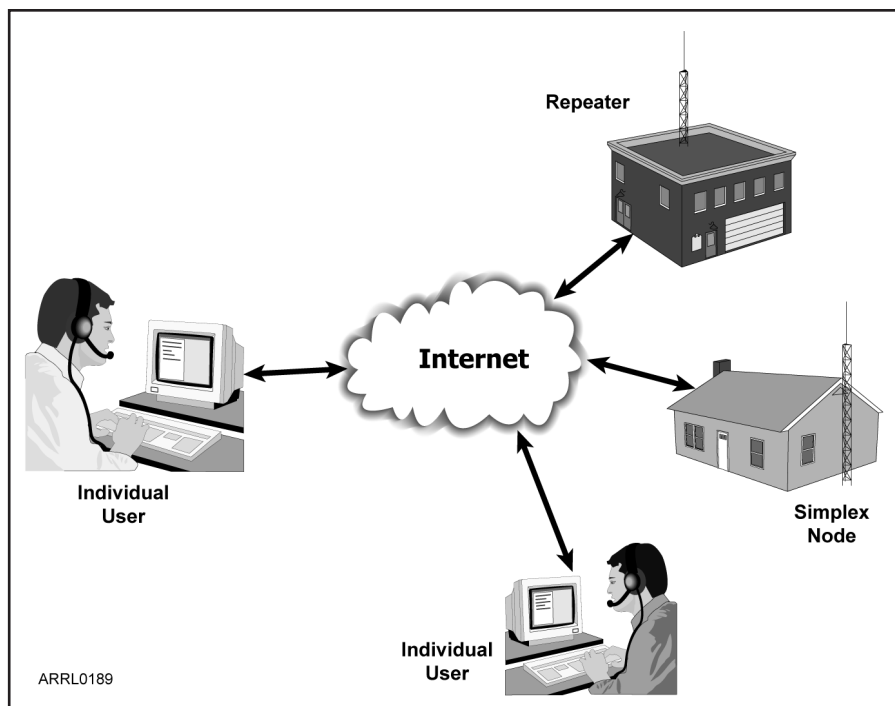 Repeater
Internet
Individual
User
Simplex
Node
Individual
User
ARRL0189